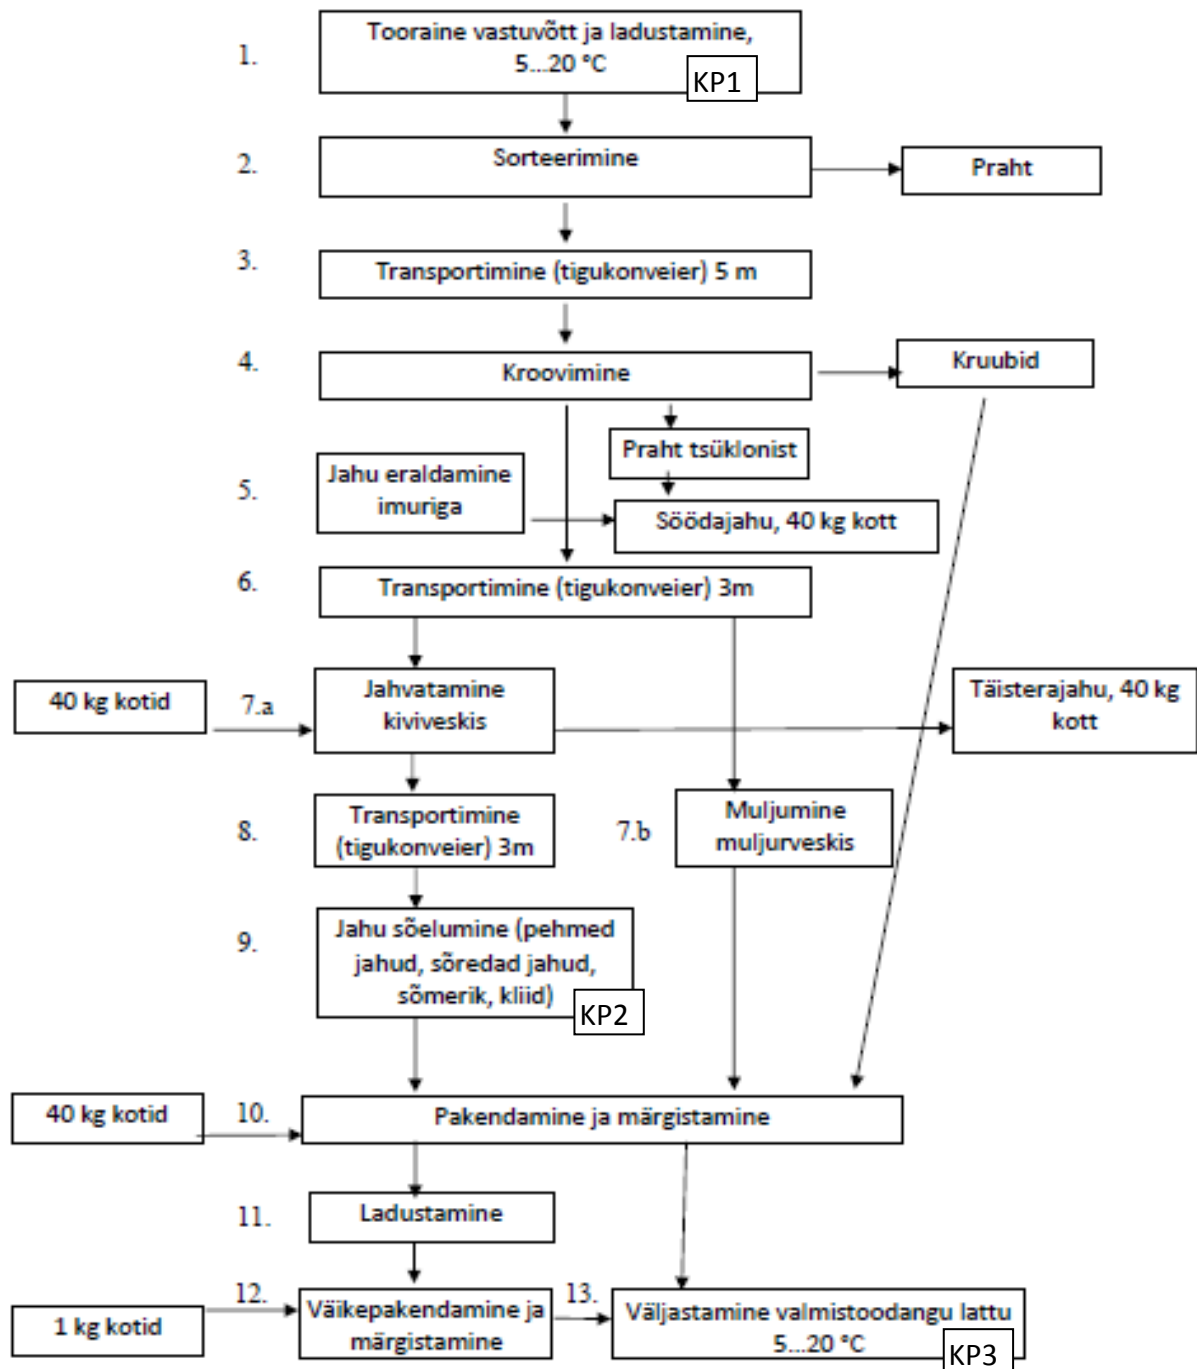 1.
Tooraine vastuvõtt ja ladustamine,
5...20 °C
KP1
2.
Sorteerimine
Praht
3.
Transportimine (tigukonveier) 5 m
4.
Kroovimine
Kruubid
Praht tsüklonist
5.
Jahu eraldamine
imuriga
Söödajahu, 40 kg kott
6.
Transportimine (tigukonveier) 3m
40 kg kotid
7.a
Jahvatamine
kiviveskis
Täisterajahu, 40 kg
kott
8.
Transportimine
(tigukonveier) 3m
7.b
Muljumine
muljurveskis
9.
Jahu sõelumine (pehmed
jahud, sõredad jahud,
sõmerik, kliid)
KP2
40 kg kotid
10.
Pakendamine ja märgistamine
11.
Ladustamine
1 kg kotid
12.
Väikepakendamine ja
märgistamine
13.
Väljastamine valmistoodangu lattu
5...20 °C
KP3